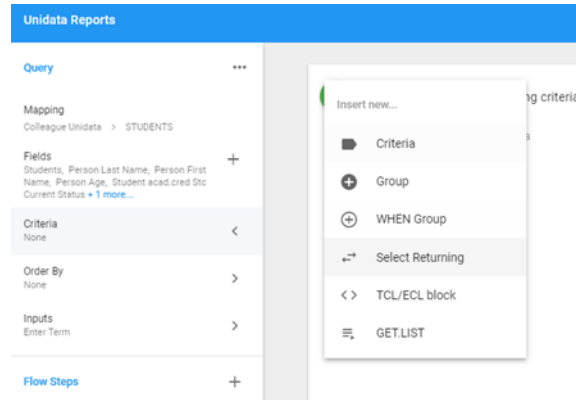 Unidata Reports
Query
Mapping
Colleague Unidata > STUDENTS
Fields
Students, Person Last Name, Person First
Name, Person Age, Student acad.cred Stc
Current Status + 1 more...
Criteria
None
Order By
None
Inputs
Enter Term
Flow Steps
Insert new...
Criteria
Group
WHEN Group
Select Returning
TCL/ECL block
GET.LIST
ng criteria